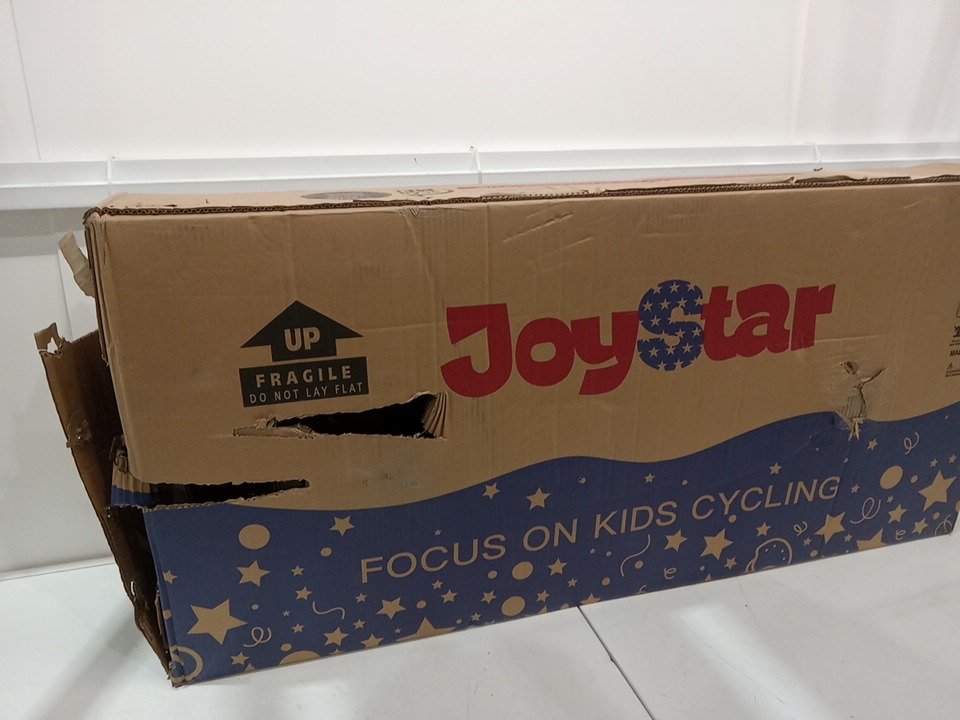 UP
FRAGILE
DO NOT LAY FLAT
JoyStar
FOCUS ON KIDS CYCLING